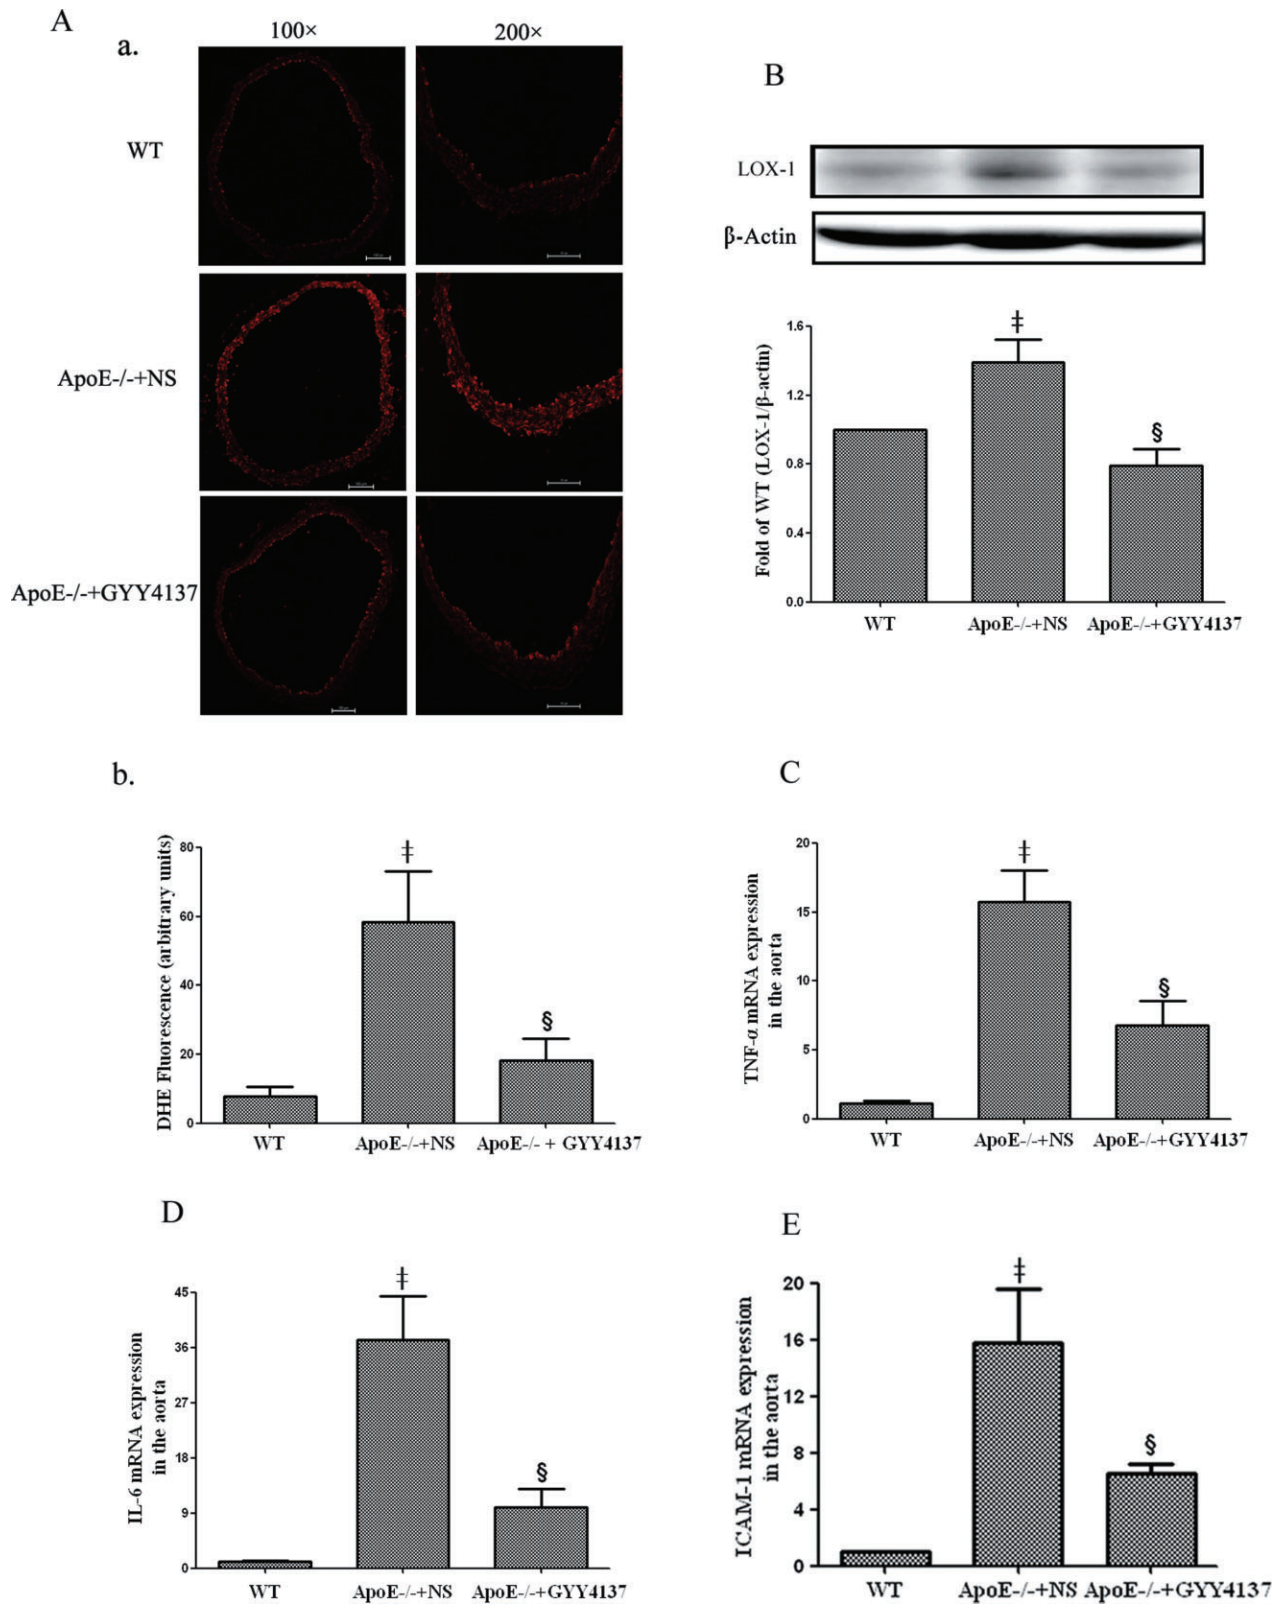 A
a.
100×
200×
WT
ApoE-/-+NS
ApoE-/-+GYY4137
B
LOX-1
β-Actin
Fold of WT (LOX-1/β-actin)
1.6
1.2
0.8
0.4
0.0
‡
§
WT
ApoE-/-+NS
ApoE-/-+GYY4137
b.
DHE Fluorescence (arbitrary units)
80
60
40
20
0
‡
§
WT
ApoE-/-+NS
ApoE-/- + GYY4137
C
TNF-α mRNA expression
in the aorta
20
15
10
5
0
‡
§
WT
ApoE-/-+NS
ApoE-/-+GYY4137
D
IL-6 mRNA expression
in the aorta
45
36
27
18
9
0
‡
§
WT
ApoE-/-+NS
ApoE-/-+GYY4137
E
ICAM-1 mRNA expression
in the aorta
20
16
12
8
4
0
‡
§
WT
ApoE-/-+NS
ApoE-/-+GYY4137